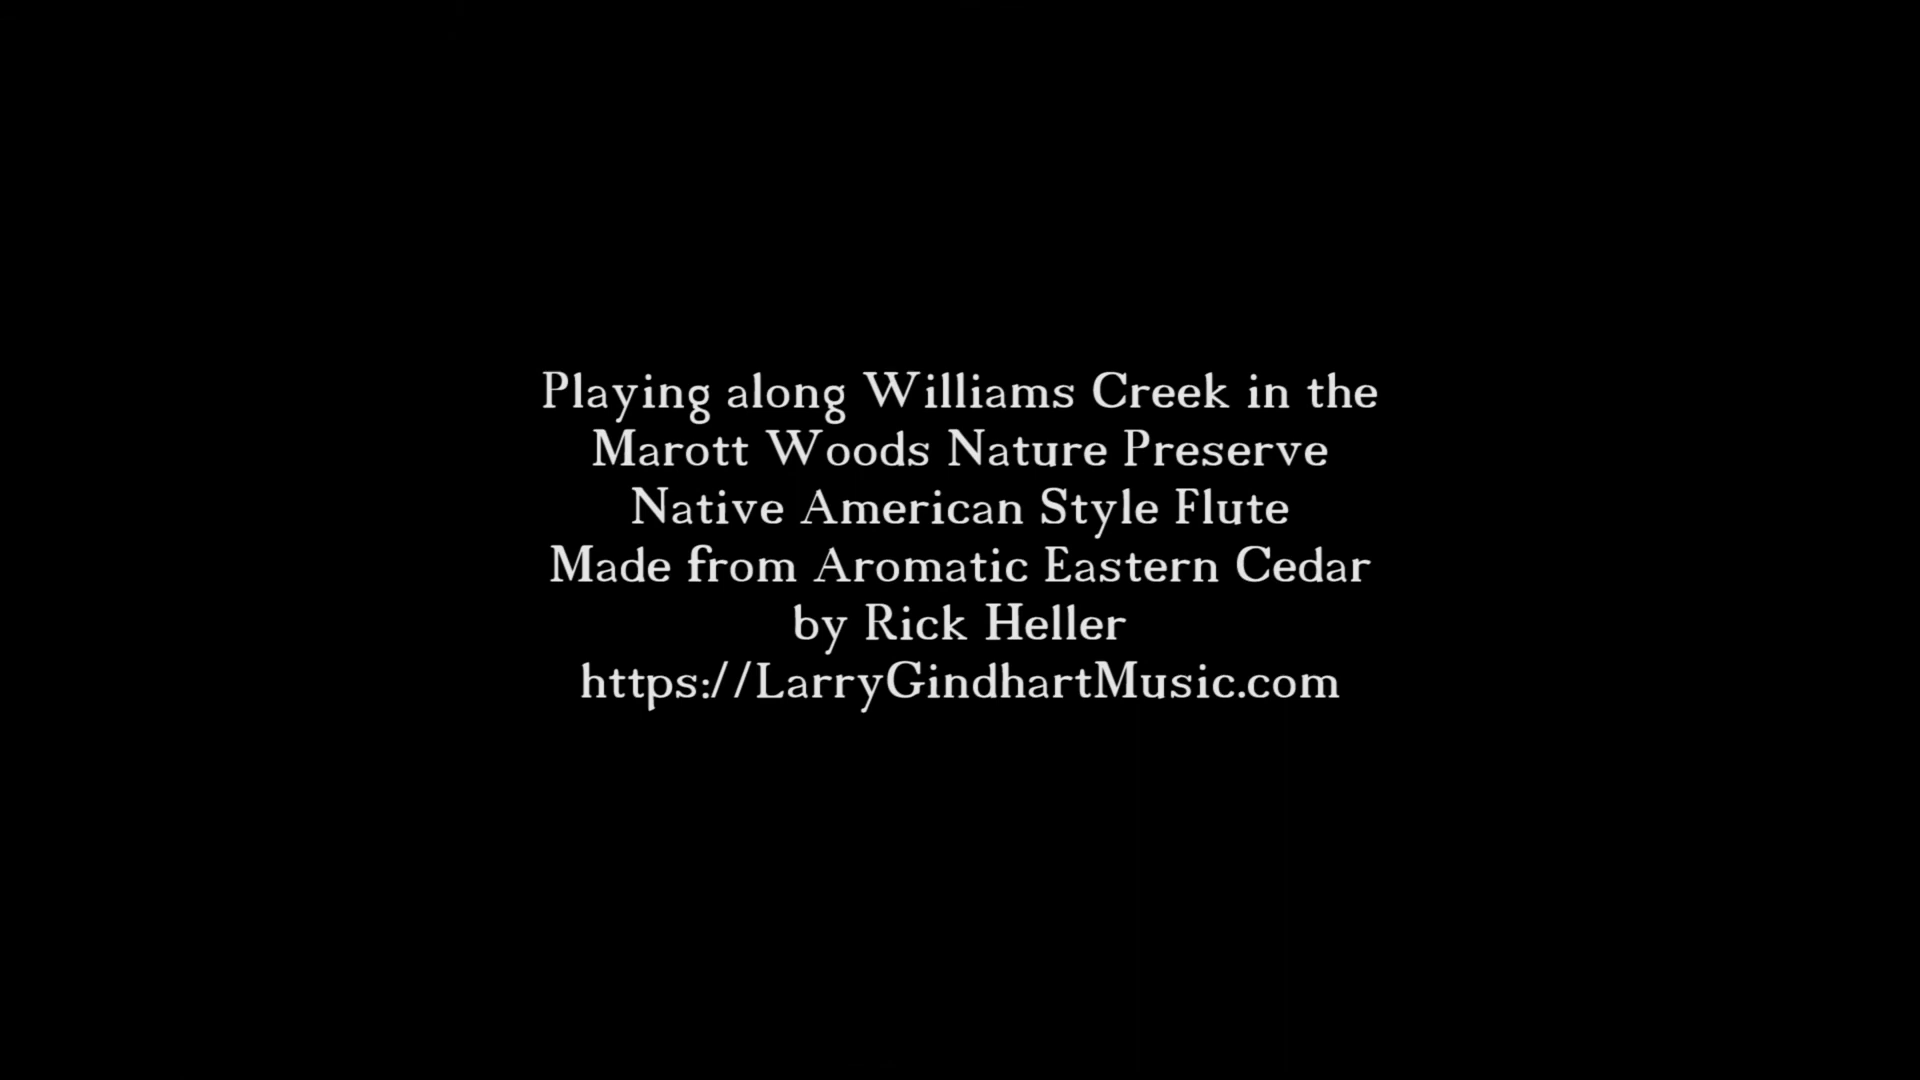 Playing along Williams Creek in the
Marott Woods Nature Preserve
Native American Style Flute
Made from Aromatic Eastern Cedar
by Rick Heller
https://LarryGindhartMusic.com